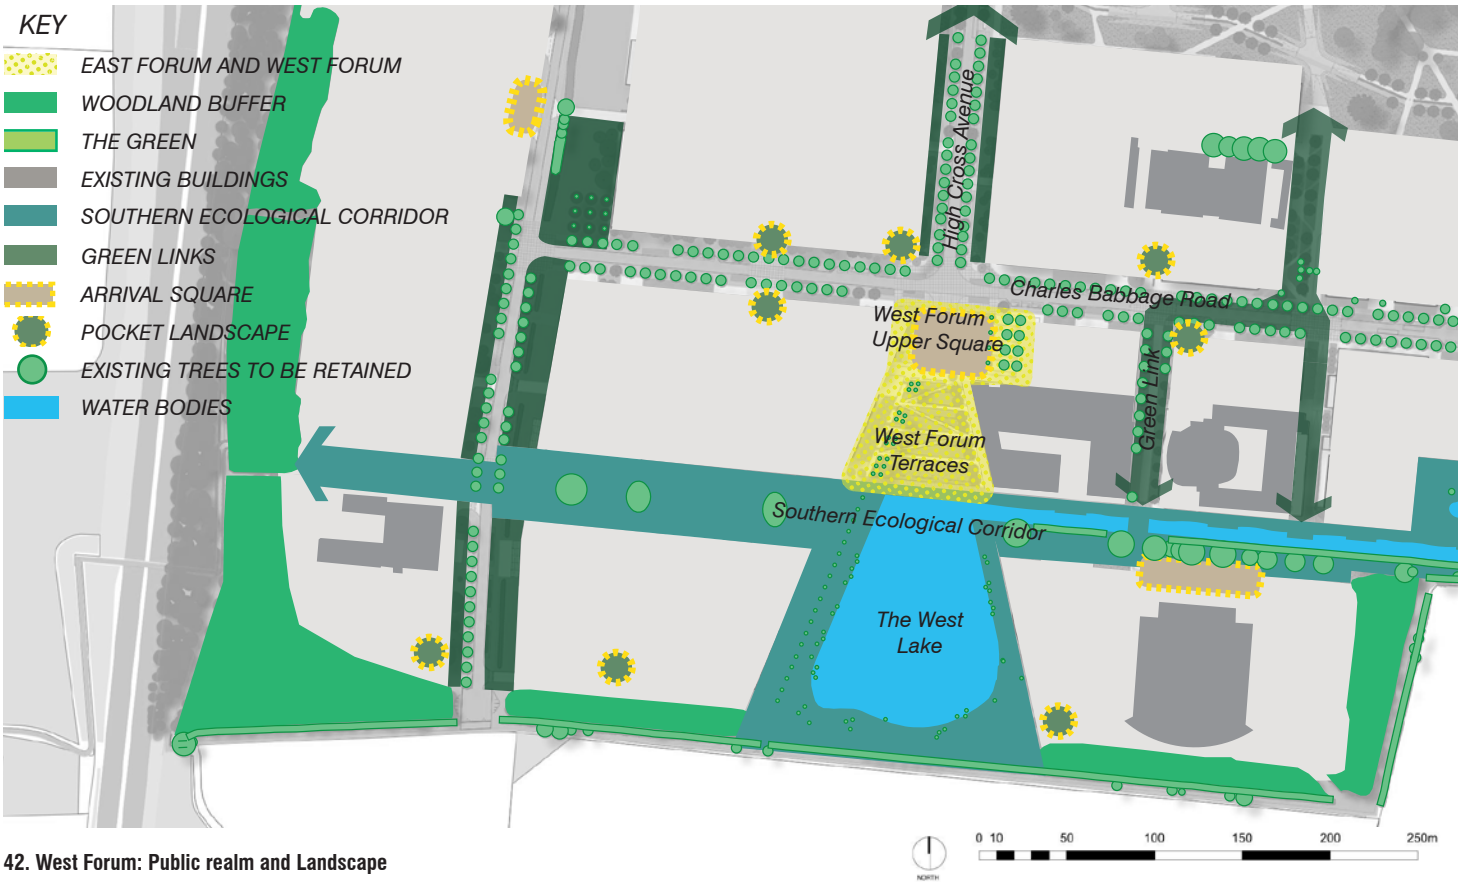 KEY
EAST FORUM AND WEST FORUM
WOODLAND BUFFER
THE GREEN
EXISTING BUILDINGS
SOUTHERN ECOLOGICAL CORRIDOR
GREEN LINKS
ARRIVAL SQUARE
POCKET LANDSCAPE
EXISTING TREES TO BE RETAINED
WATER BODIES
High Cross Avenue
Charles Babbage Road
West Forum
Upper Square
Green Link
West Forum
Terraces
Southern Ecological Corridor
The West
Lake
42. West Forum: Public realm and Landscape
NORTH
0 10 50 100 150 200 250m